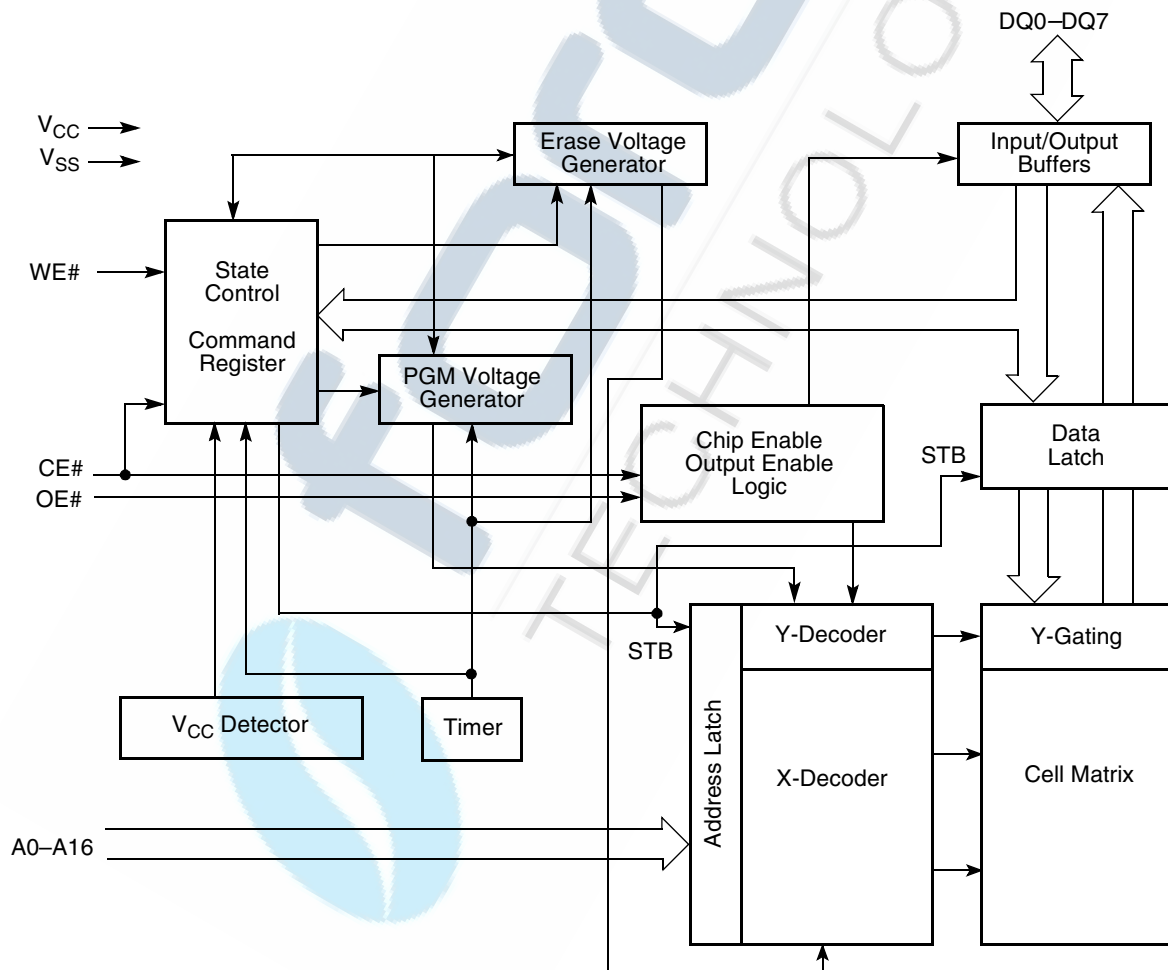 DQ0–DQ7
VCC
VSS
Erase Voltage
Generator
Input/Output
Buffers
WE#
State
Control
Command
Register
PGM Voltage
Generator
Chip Enable
Output Enable
Logic
STB
Data
Latch
CE#
OE#
STB
Y-Decoder
Y-Gating
VCC Detector
Timer
Address Latch
X-Decoder
Cell Matrix
A0–A16
TECHNOLO